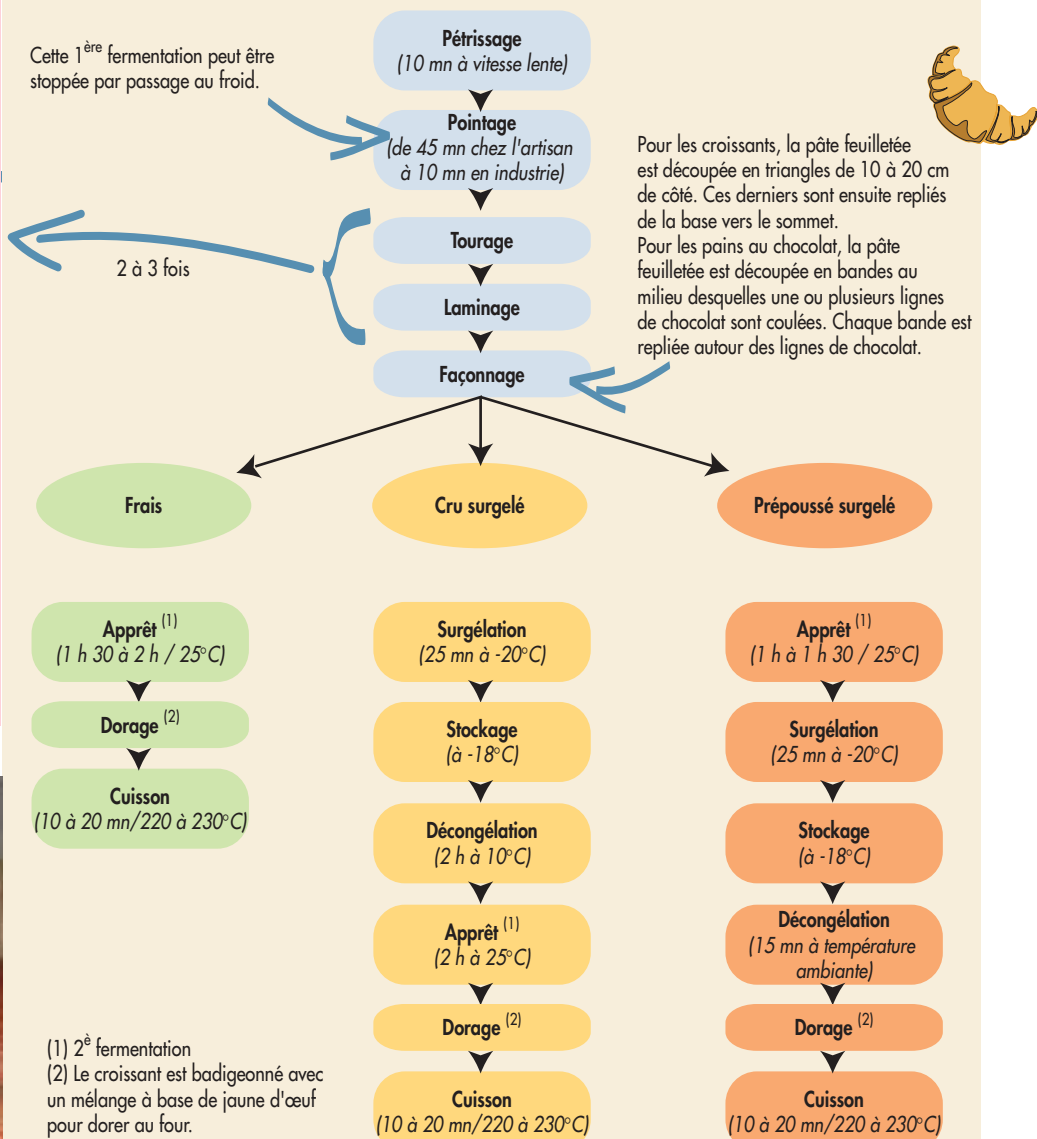 Cette 1ère fermentation peut être
stoppée par passage au froid.
Pétrissage
(10 mn à vitesse lente)
Pointage
(de 45 mn chez l'artisan
à 10 mn en industrie)
Pour les croissants, la pâte feuilletée
est découpée en triangles de 10 à 20 cm
de côté. Ces derniers sont ensuite repliés
de la base vers le sommet.
Pour les pains au chocolat, la pâte
feuilletée est découpée en bandes au
milieu desquelles une ou plusieurs lignes
de chocolat sont coulées. Chaque bande est
repliée autour des lignes de chocolat.
2 à 3 fois
Tourage
Laminage
Façonnage
Frais
Apprêt (1)
(1 h 30 à 2 h / 25°C)
Dorage (2)
Cuisson
(10 à 20 mn/220 à 230°C)
Cru surgelé
Surgélation
(25 mn à -20°C)
Stockage
(à -18°C)
Décongélation
(2 h à 10°C)
Apprêt (1)
(2 h à 25°C)
Dorage (2)
Cuisson
(10 à 20 mn/220 à 230°C)
Prépoussé surgelé
Apprêt (1)
(1 h à 1 h 30 / 25°C)
Surgélation
(25 mn à -20°C)
Stockage
(à -18°C)
Décongélation
(15 mn à température
ambiante)
Dorage (2)
Cuisson
(10 à 20 mn/220 à 230°C)
(1) 2è fermentation
(2) Le croissant est badigeonné avec
un mélange à base de jaune d'œuf
pour dorer au four.